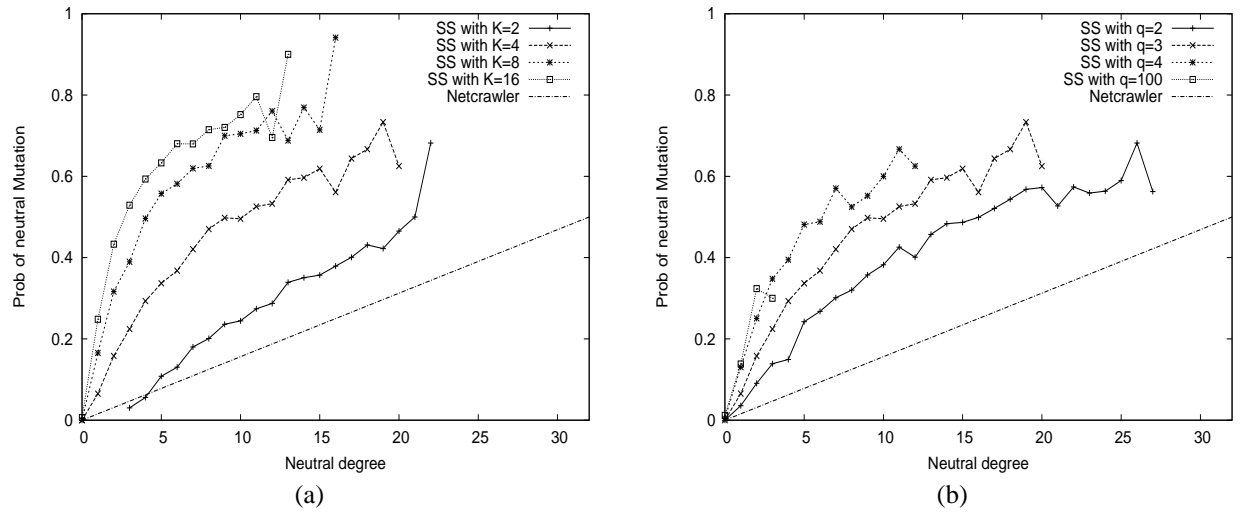 1
0.8
0.6
0.4
0.2
0
0 5 10 15 20 25 30
Prob of neutral Mutation
Neutral degree
SS with K=2
SS with K=4
SS with K=8
SS with K=16
Netcrawler
(a)
1
0.8
0.6
0.4
0.2
0
0 5 10 15 20 25 30
Prob of neutral Mutation
Neutral degree
SS with q=2
SS with q=3
SS with q=4
SS with q=100
Netcrawler
(b)